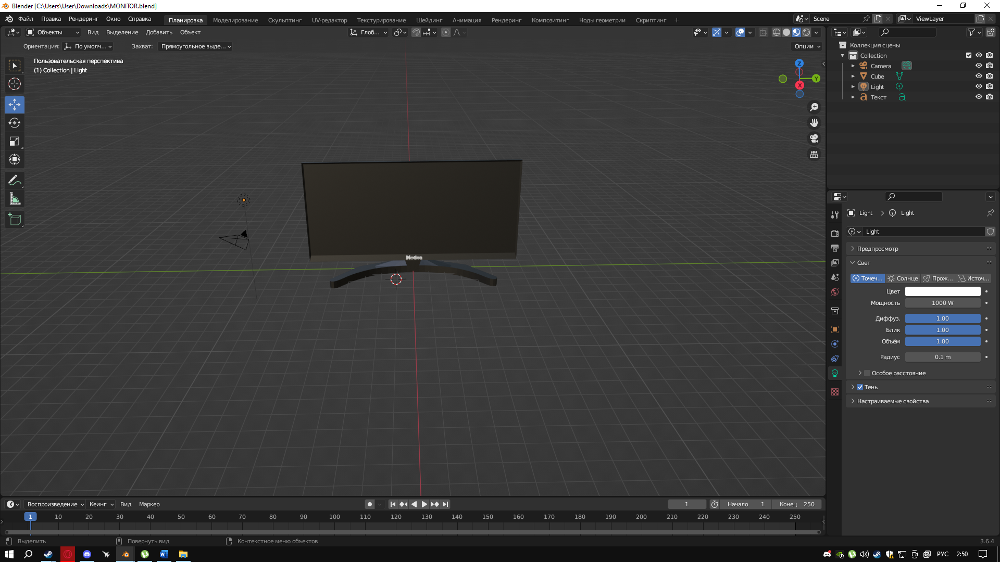 Blender [C:\Users\User\Downloads\MONITOR.blend]
Файл Правка Рендеринг Окно Справка Планировка Моделирование Скульптинг UV-редактор Текстурирование Шейдинг Анимация Рендеринг Композитинг Ноды геометрии Скриптинг + Scene ViewLayer
Объекты Вид Выделение Добавить Объект Глоб...
Ориентация: По умолч... Захват: Прямоугольное выде... Опции
Пользовательская перспектива
(1) Collection | Light
Z
Y
X
Motion
Коллекция сцены
Collection
Camera
Cube
Light
Текст
Light > Light
Light
Предпросмотр
Свет
Точеч... Солнце Прож... Источ...
Цвет
Мощность 1000 W
Диффуз. 1.00
Блик 1.00
Объём 1.00
Радиус 0.1 m
Особое расстояние
Тень
Настраиваемые свойства
Воспроизведение Кеинг Вид Маркер 1 Начало 1 Конец 250
1 10 20 30 40 50 60 70 80 90 100 110 120 130 140 150 160 170 180 190 200 210 220 230 240 250
Выделить Повернуть вид Контекстное меню объектов 3.6.4
РУС 2:50